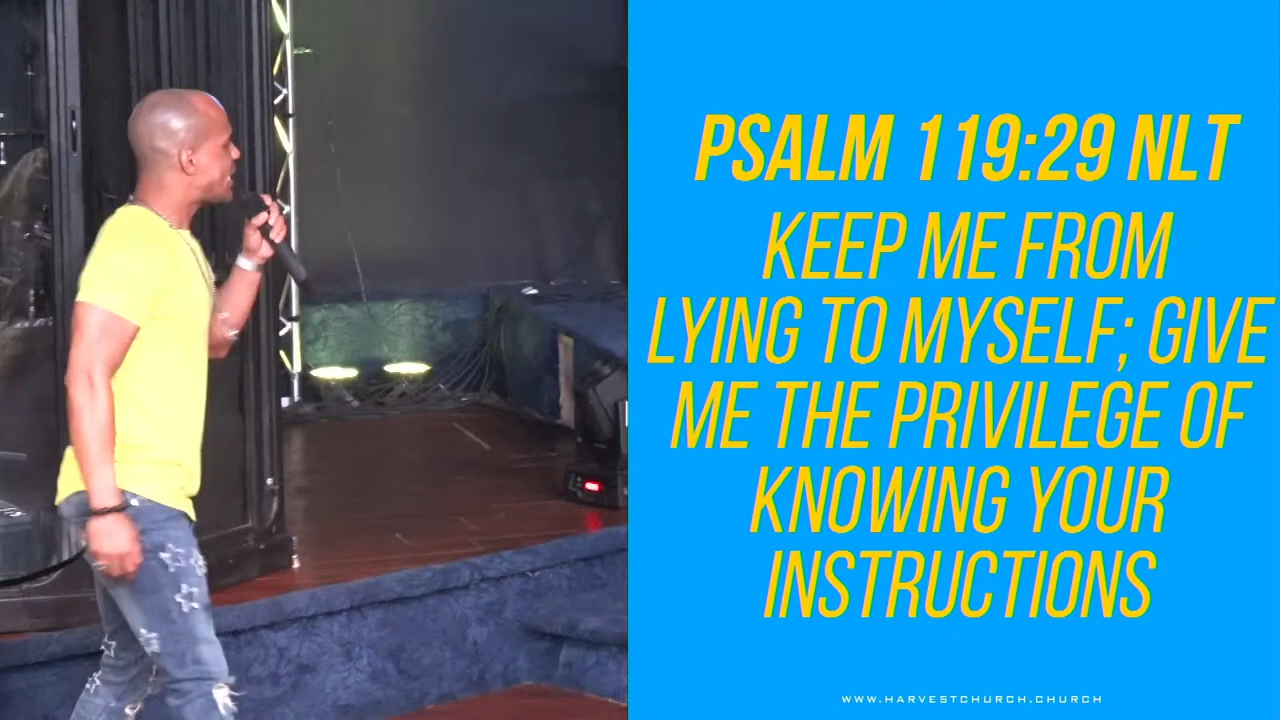 PSALM 119:29 NLT
KEEP ME FROM
LYING TO MYSELF; GIVE
ME THE PRIVILEGE OF
KNOWING YOUR
INSTRUCTIONS
WWW.HARVESTCHURCH.CHURCH